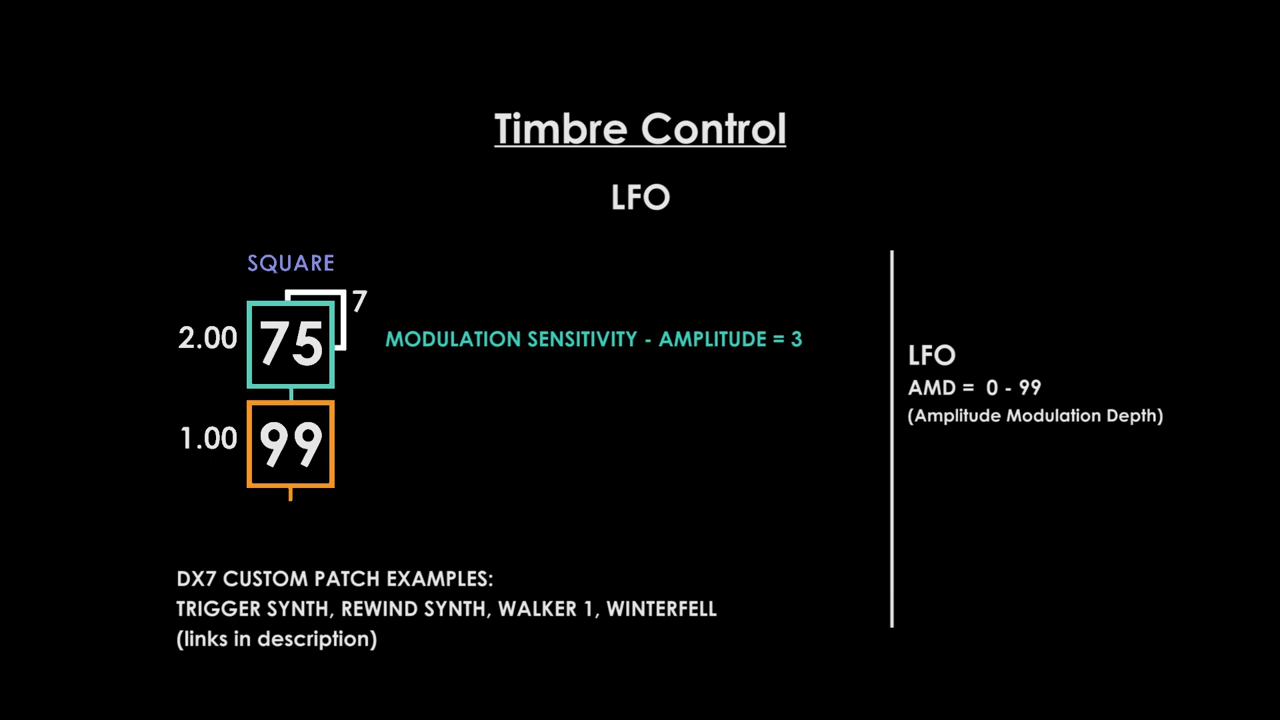 Timbre Control
LFO
SQUARE
7
2.00
75
MODULATION SENSITIVITY - AMPLITUDE = 3
1.00
99
LFO
AMD = 0 - 99
(Amplitude Modulation Depth)
DX7 CUSTOM PATCH EXAMPLES:
TRIGGER SYNTH, REWIND SYNTH, WALKER 1, WINTERFELL
(links in description)